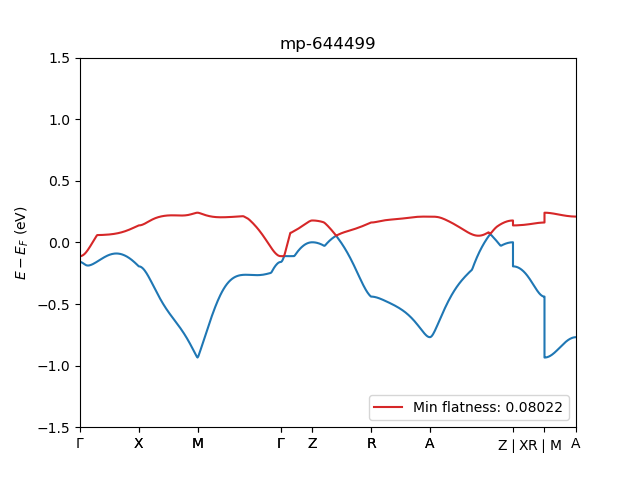 mp-644499
E − E_F (eV)
1.5
1.0
0.5
0.0
−0.5
−1.0
−1.5
Min flatness: 0.08022
Γ X M Γ Z R A Z | XR | M A